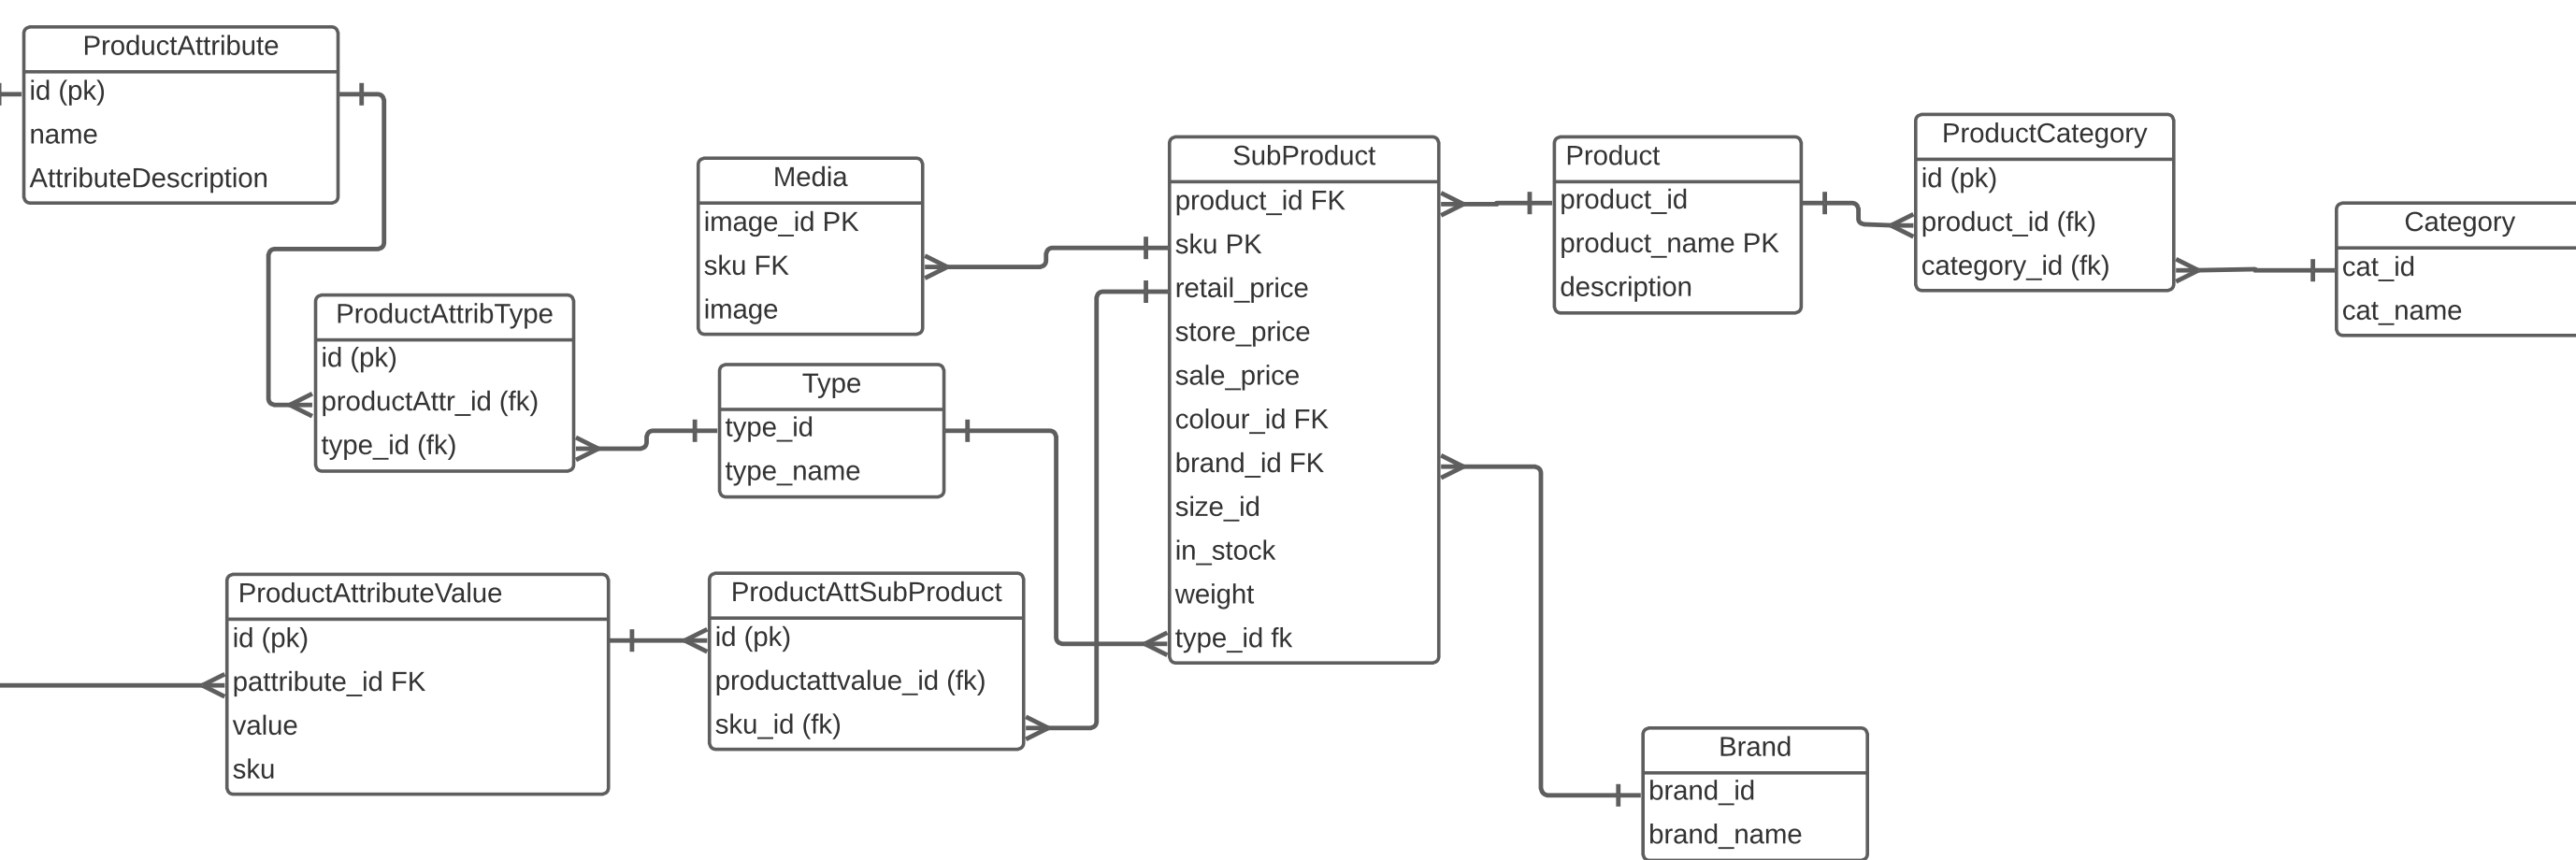 ProductAttribute
id (pk)
name
AttributeDescription
ProductAttribType
id (pk)
productAttr_id (fk)
type_id (fk)
Media
image_id PK
sku FK
image
Type
type_id
type_name
ProductAttributeValue
id (pk)
pattribute_id FK
value
sku
ProductAttSubProduct
id (pk)
productattvalue_id (fk)
sku_id (fk)
SubProduct
product_id FK
sku PK
retail_price
store_price
sale_price
colour_id FK
brand_id FK
size_id
in_stock
weight
type_id fk
Product
product_id
product_name PK
description
ProductCategory
id (pk)
product_id (fk)
category_id (fk)
Category
cat_id
cat_name
Brand
brand_id
brand_name